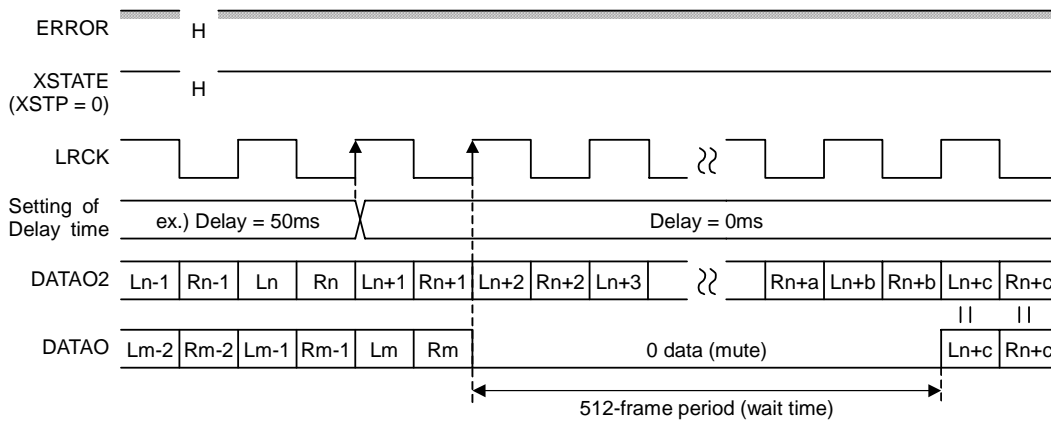 ERROR H
XSTATE
(XSTP = 0) H
LRCK
Setting of
Delay time
ex.) Delay = 50ms Delay = 0ms
DATAO2 Ln-1 Rn-1 Ln Rn Ln+1 Rn+1 Ln+2 Rn+2 Ln+3 Rn+a Ln+b Rn+b Ln+c Rn+c
DATAO Lm-2 Rm-2 Lm-1 Rm-1 Lm Rm 0 data (mute) Ln+c Rn+c
512-frame period (wait time)